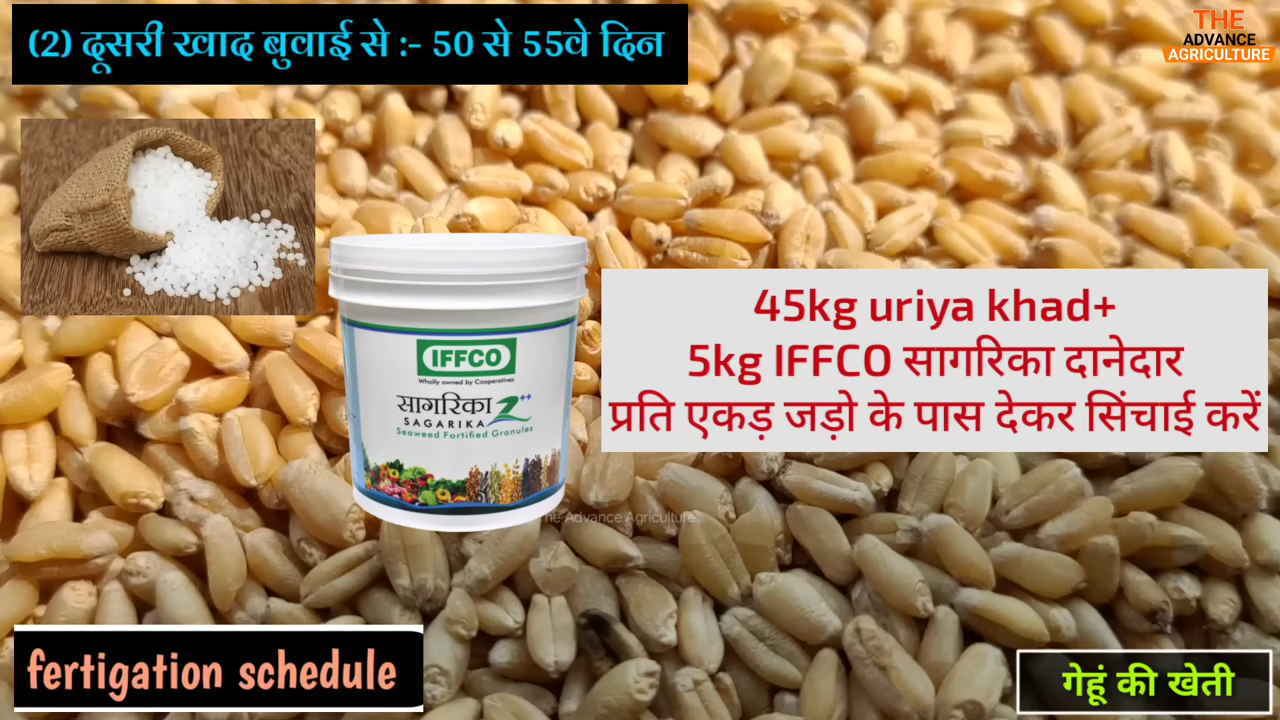 (2) दूसरी खाद बुवाई से :- 50 से 55वे दिन
THE
ADVANCE
AGRICULTURE
IFFCO
Wholly owned by Cooperatives
सागरिका Z++
SAGARIKA
Seaweed Fortified Granules
45kg uriya khad+
5kg IFFCO सागरिका दानेदार
प्रति एकड़ जड़ो के पास देकर सिंचाई करें
The Advance Agriculture
fertigation schedule
गेहूं की खेती